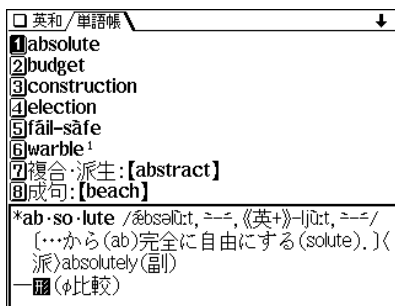 英和/単語帳
1absolute
2budget
3construction
4election
5fáil-sàfe
6warble¹
7複合・派生:【abstract】
8成句:【beach】
*ab·so·lute /ǽbsəlùːt, ﹣–﹣́, 《英+》–ljùːt, ﹣–﹣́/
〔…から(ab)完全に自由にする(solute).〕〈
派〉absolutely(副)
—形(φ比較)